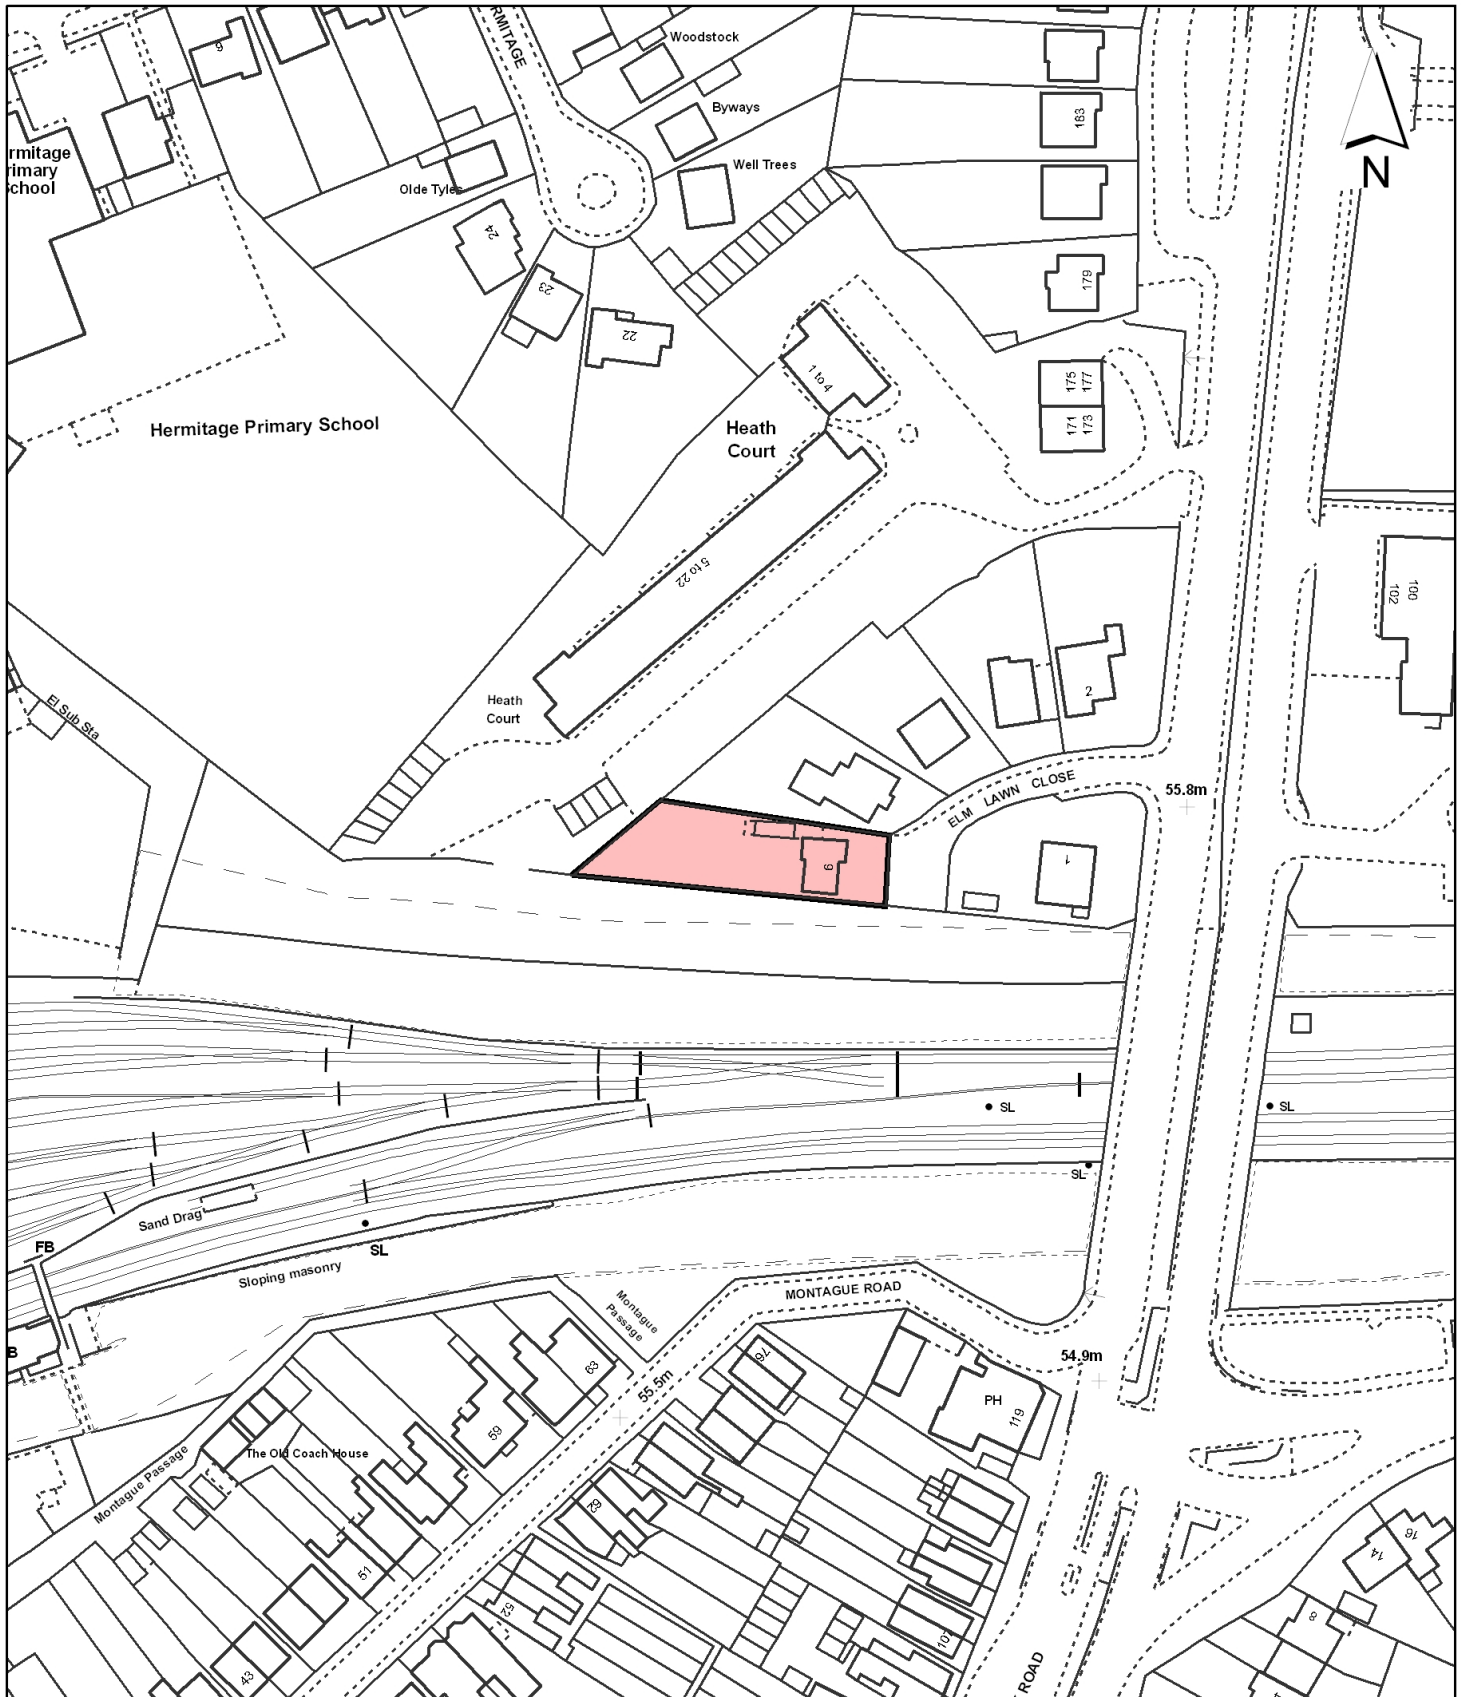 RMITAGE
Woodstock
Byways
Well Trees
Olde Tyles
9
rmitage
rimary
chool
183
N
24
23
22
179
175
177
171
173
1 to 4
Heath
Court
Hermitage Primary School
5 to 22
100
102
El Sub Sta
Heath
Court
2
ELM LAWN CLOSE
55.8m
6
1
SL
SL
SL
Sand Drag
FB
SL
Sloping masonry
B
Montague
Passage
MONTAGUE ROAD
54.9m
63
76
55.5m
PH
119
59
The Old Coach House
Montague Passage
62
51
52
43
107
16
14
8
ROAD